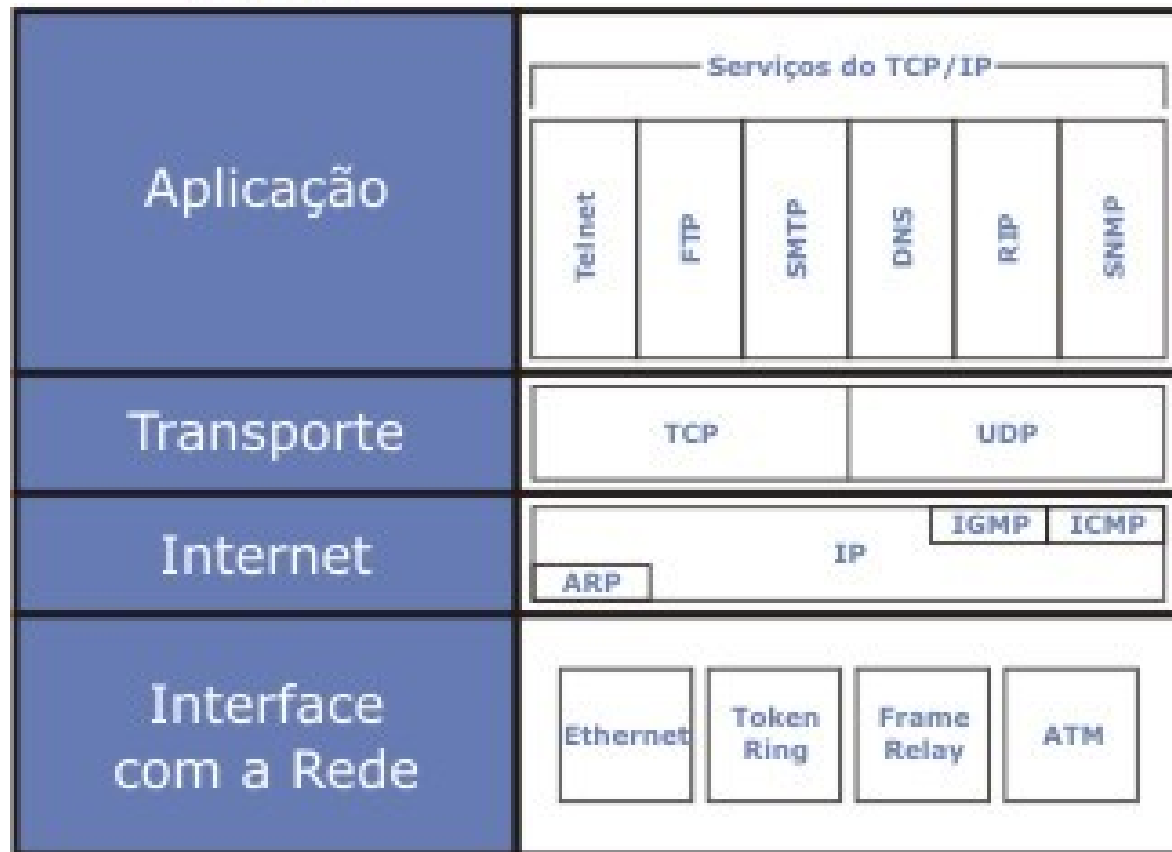 Aplicação
Serviços do TCP/IP
Telnet
FTP
SMTP
DNS
RIP
SNMP
Transporte
TCP
UDP
Internet
IGMP
ICMP
IP
ARP
Interface
com a Rede
Ethernet
Token
Ring
Frame
Relay
ATM